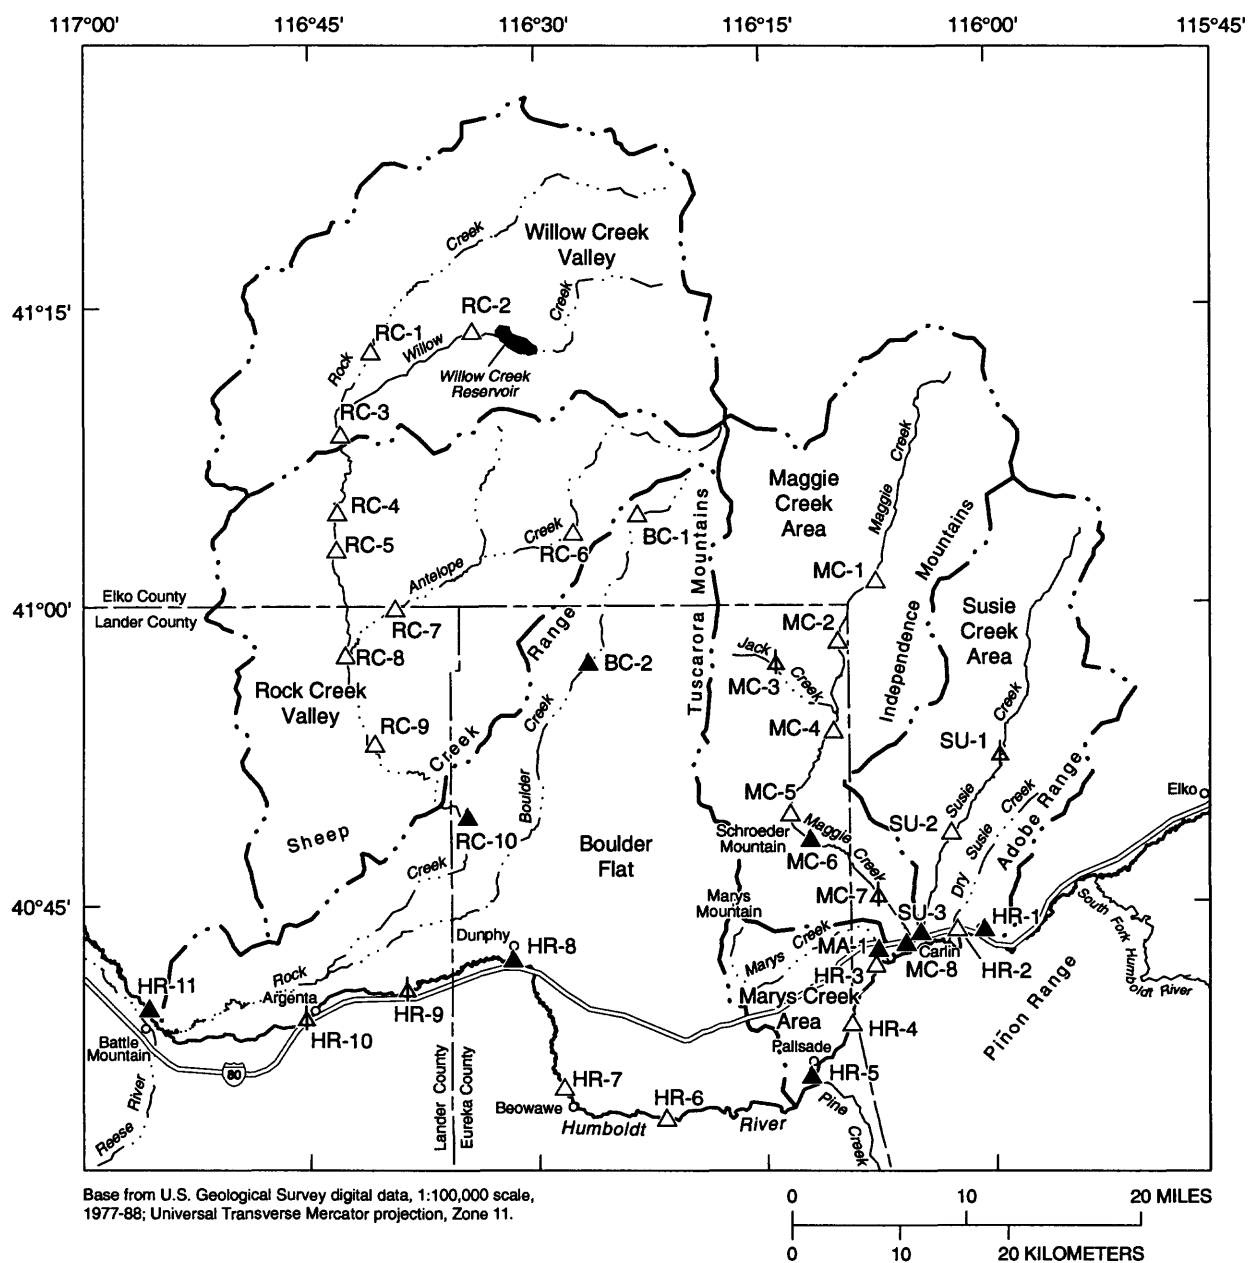 117°00'
116°45'
116°30'
116°15'
116°00'
115°45'
41°15'
41°00'
40°45'
Creek
Willow Creek
Valley
Creek
RC-2
RC-1
Rock
Willow
Willow Creek
Reservoir
RC-3
RC-4
RC-5
Creek
RC-6
BC-1
Antelope
RC-7
Elko County
Lander County
RC-8
Rock Creek
Valley
RC-9
Range
BC-2
Creek
Creek
Boulder
Sheep
RC-10
Creek
Boulder
Flat
Tuscarora Mountains
Maggie
Creek
Area
Maggie Creek
MC-1
Independence Mountains
Susie
Creek
Area
MC-2
Jack
Creek
MC-3
MC-4
Creek
SU-1
MC-5
Susie
SU-2
Dry Susie Creek
Adobe Range
Elko
Schroeder
Mountain
Maggie
Creek
MC-6
MC-7
Marys
Mountain
SU-3
HR-1
Marys Creek
MA-1
Carlin
MC-8
HR-2
HR-3
South Fork Humboldt River
Piñon Range
Dunphy
HR-8
Rock
HR-11
Argenta
HR-9
HR-10
Battle
Mountain
80
Reese River
Marys Creek
Area
HR-4
Palisade
HR-5
Pine Creek
HR-7
Beowawe
HR-6
Humboldt River
Lander County
Eureka County
Base from U.S. Geological Survey digital data, 1:100,000 scale,
1977-88; Universal Transverse Mercator projection, Zone 11.
0 10 20 MILES
0 10 20 KILOMETERS